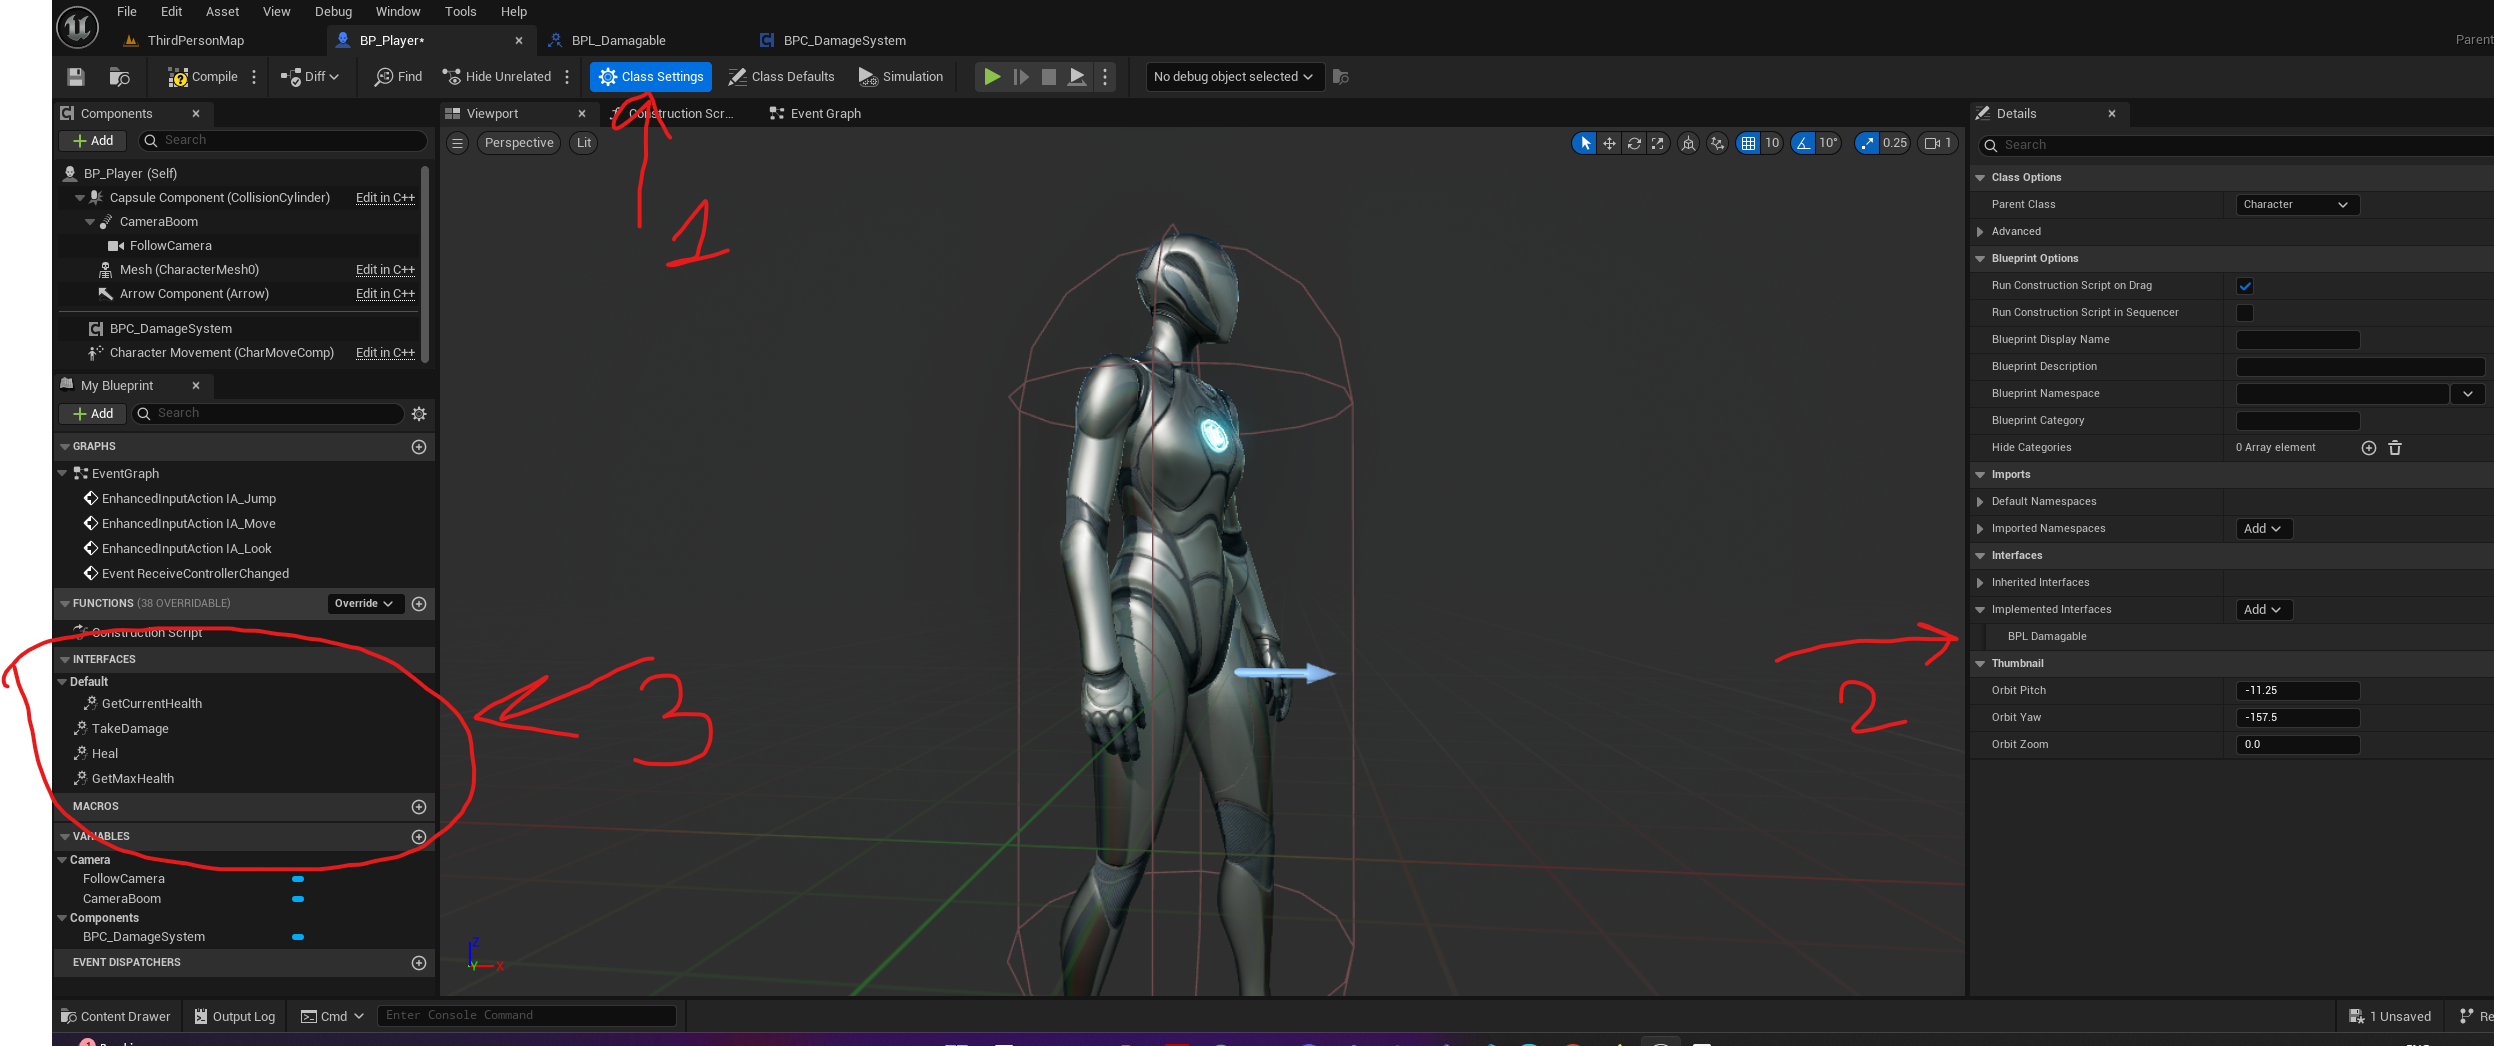 File Edit Asset View Debug Window Tools Help
ThirdPersonMap BP_Player* BPL_Damagable BPC_DamageSystem
Parent
Compile Diff Find Hide Unrelated Class Settings Class Defaults Simulation No debug object selected
Components
Add Search
BP_Player (Self)
Capsule Component (CollisionCylinder) Edit in C++
CameraBoom
FollowCamera
Mesh (CharacterMesh0) Edit in C++
Arrow Component (Arrow) Edit in C++
BPC_DamageSystem
Character Movement (CharMoveComp) Edit in C++
My Blueprint
Add Search
GRAPHS
EventGraph
EnhancedInputAction IA_Jump
EnhancedInputAction IA_Move
EnhancedInputAction IA_Look
Event ReceiveControllerChanged
FUNCTIONS (38 OVERRIDABLE) Override
Construction Script
INTERFACES
Default
GetCurrentHealth
TakeDamage
Heal
GetMaxHealth
MACROS
VARIABLES
Camera
FollowCamera
CameraBoom
Components
BPC_DamageSystem
EVENT DISPATCHERS
Viewport Construction Scr... Event Graph
Perspective Lit 10 10° 0.25 1
1
3
2
Z
Y X
Details
Search
Class Options
Parent Class Character
Advanced
Blueprint Options
Run Construction Script on Drag
Run Construction Script in Sequencer
Blueprint Display Name
Blueprint Description
Blueprint Namespace
Blueprint Category
Hide Categories 0 Array element
Imports
Default Namespaces
Imported Namespaces Add
Interfaces
Inherited Interfaces
Implemented Interfaces Add
BPL Damagable
Thumbnail
Orbit Pitch -11.25
Orbit Yaw -157.5
Orbit Zoom 0.0
Content Drawer Output Log Cmd Enter Console Command 1 Unsaved Re
1